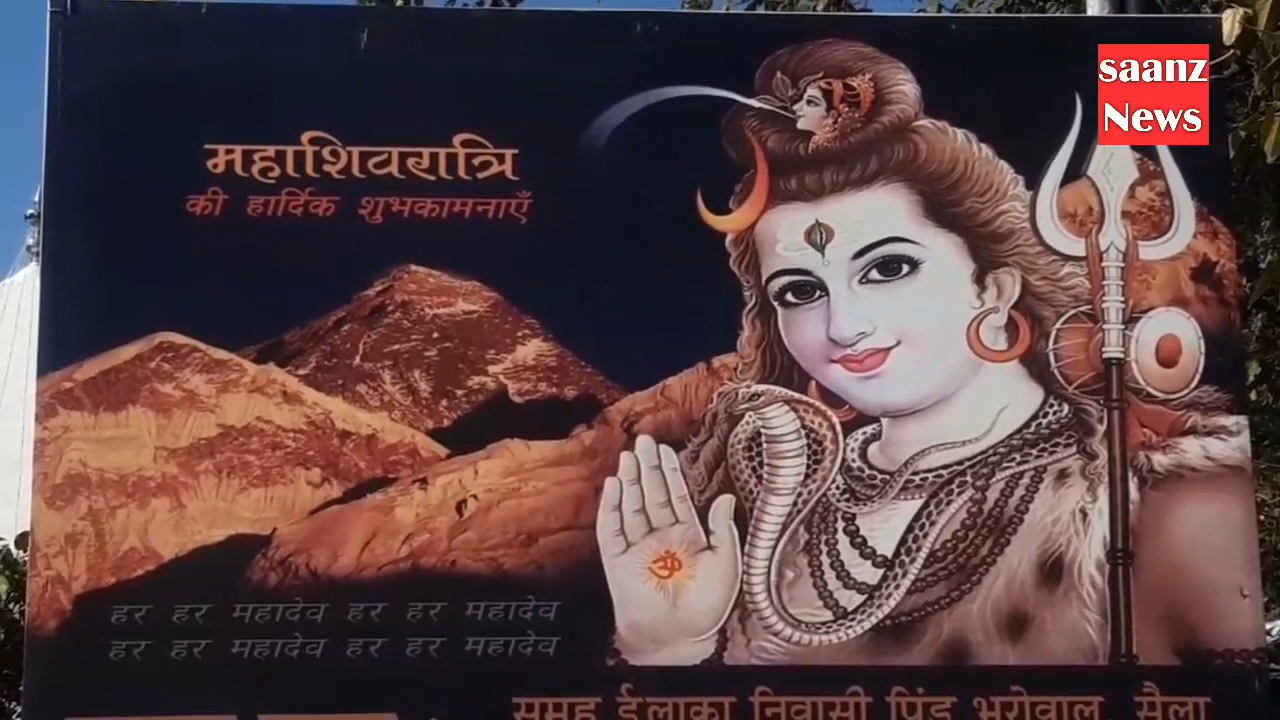 saanz
News
महाशिवरात्रि
की हार्दिक शुभकामनाएँ
ॐ
हर हर महादेव हर हर महादेव
हर हर महादेव हर हर महादेव
समूह ईलाका निवासी पिंड भरोवाल, सैला